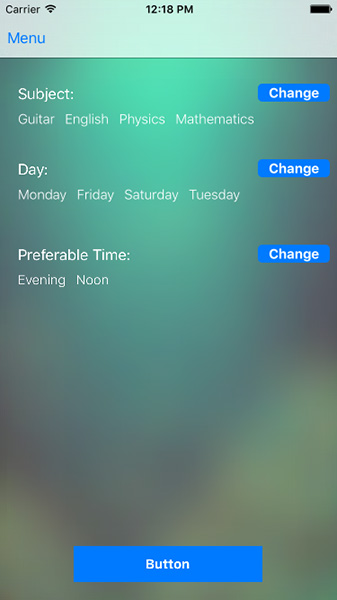 Carrier 12:18 PM
Menu
Subject: Change
Guitar English Physics Mathematics
Day: Change
Monday Friday Saturday Tuesday
Preferable Time: Change
Evening Noon
Button